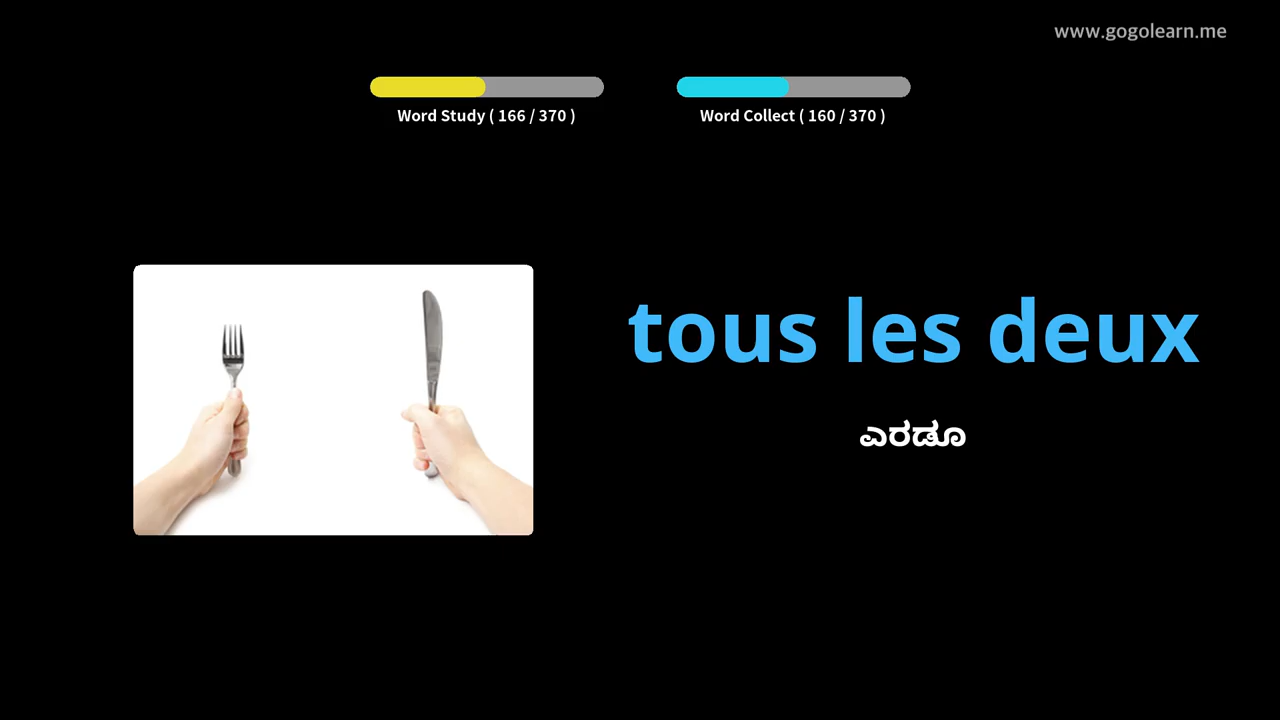 www.gogolearn.me
Word Study ( 166 / 370 )
Word Collect ( 160 / 370 )
tous les deux
ಎರಡೂ